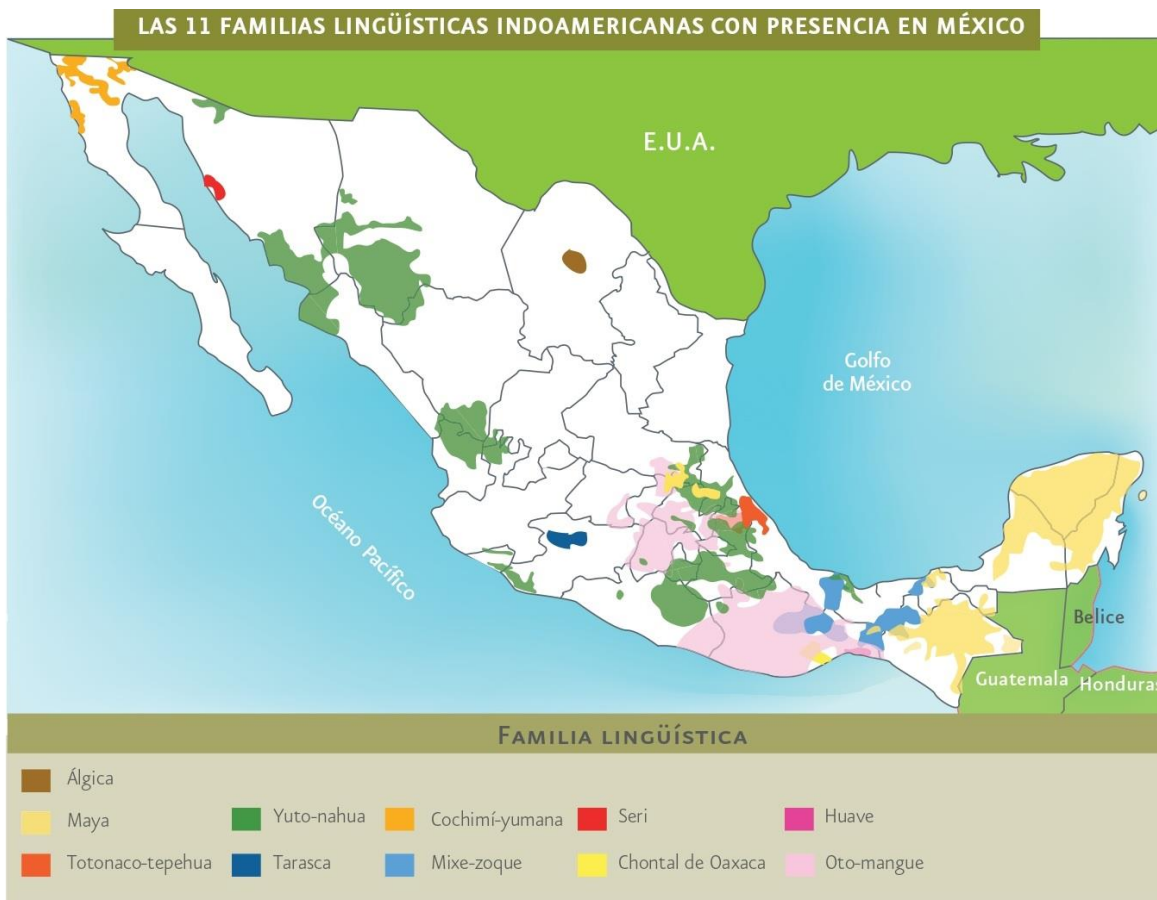 LAS 11 FAMILIAS LINGÜÍSTICAS INDOAMERICANAS CON PRESENCIA EN MÉXICO
E.U.A.
Golfo
de México
Océano Pacífico
Belice
Guatemala
Honduras
FAMILIA LINGÜÍSTICA
Álgica
Maya
Yuto-nahua
Cochimí-yumana
Seri
Huave
Totonaco-tepehua
Tarasca
Mixe-zoque
Chontal de Oaxaca
Oto-mangue